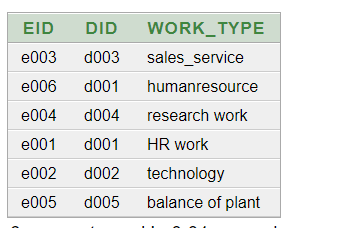 EID DID WORK_TYPE
e003 d003 sales_service
e006 d001 humanresource
e004 d004 research work
e001 d001 HR work
e002 d002 technology
e005 d005 balance of plant